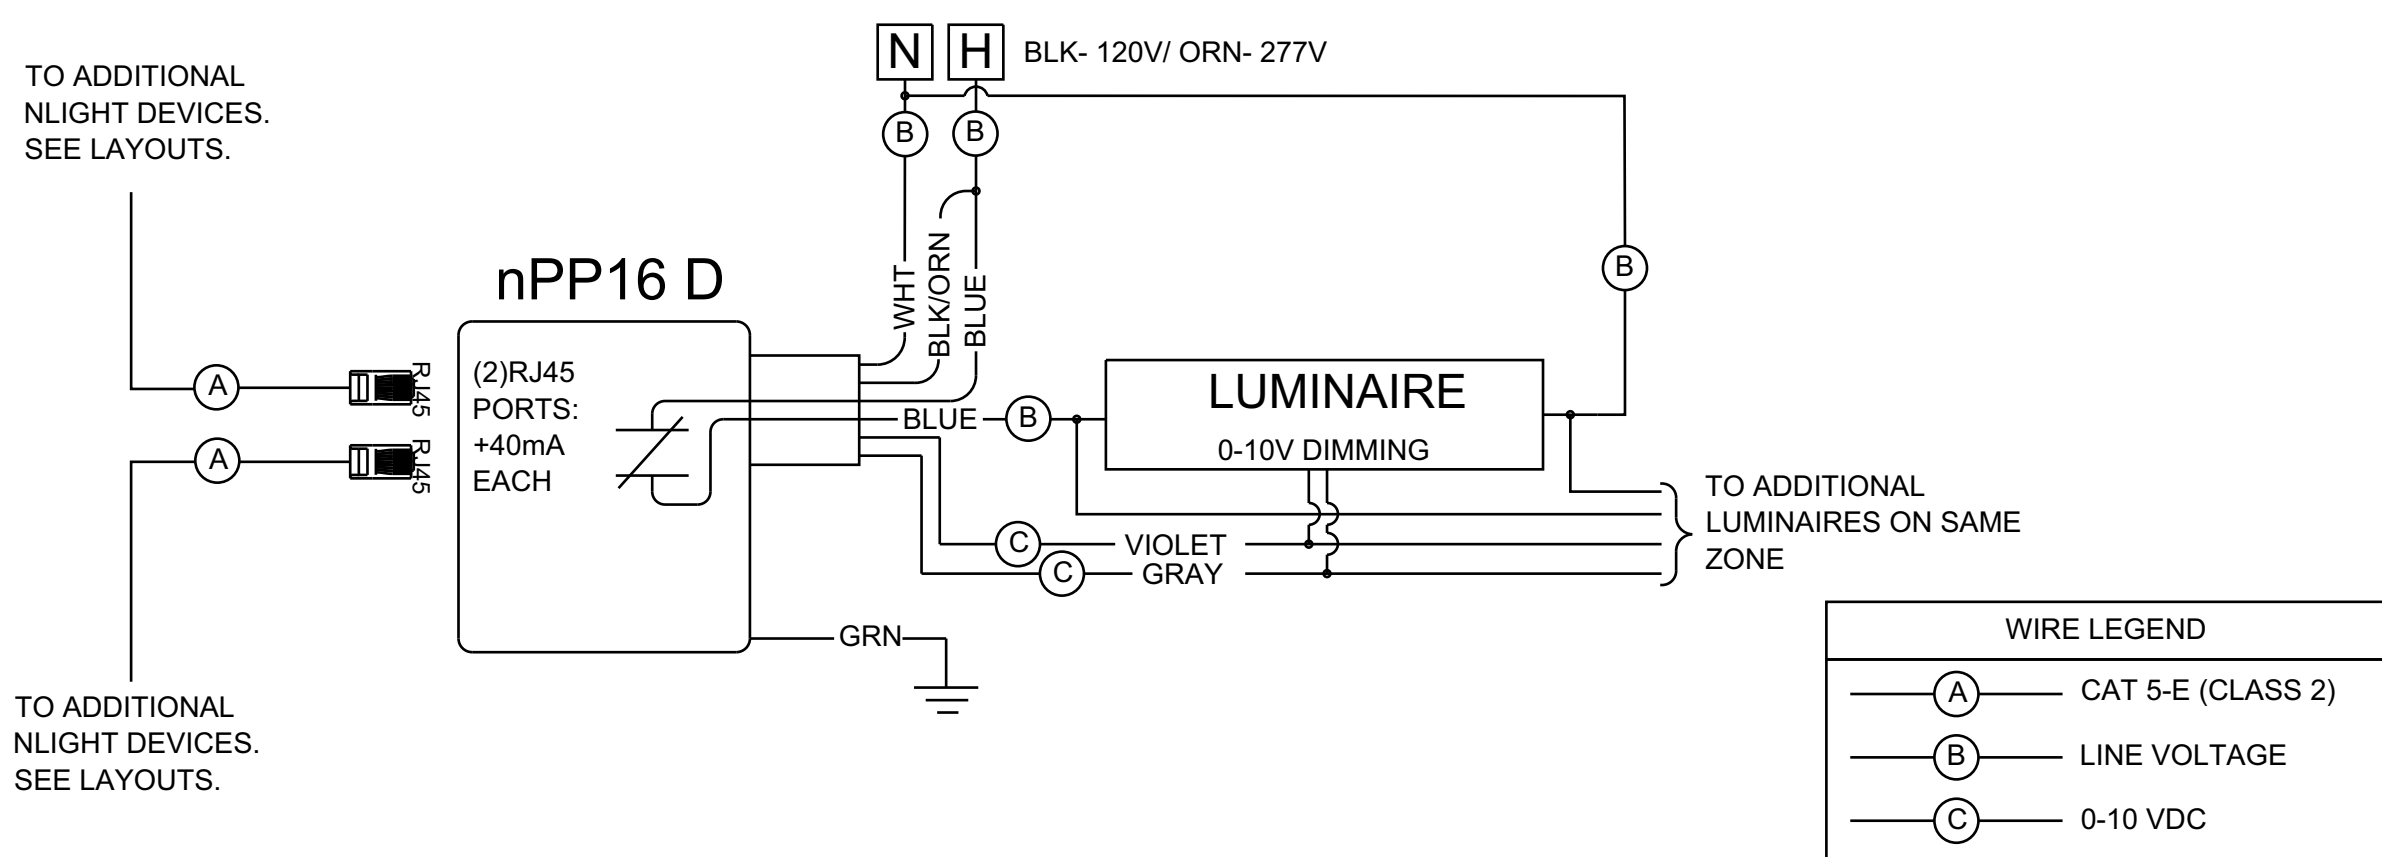 N H BLK- 120V/ ORN- 277V
TO ADDITIONAL
NLIGHT DEVICES.
SEE LAYOUTS.
B B
B
nPP16 D
WHT
BLK/ORN
BLUE
A RJ45
A RJ45
(2)RJ45
PORTS:
+40mA
EACH
BLUE B
LUMINAIRE
0-10V DIMMING
C VIOLET
C GRAY
TO ADDITIONAL
LUMINAIRES ON SAME
ZONE
GRN
TO ADDITIONAL
NLIGHT DEVICES.
SEE LAYOUTS.
WIRE LEGEND
A CAT 5-E (CLASS 2)
B LINE VOLTAGE
C 0-10 VDC